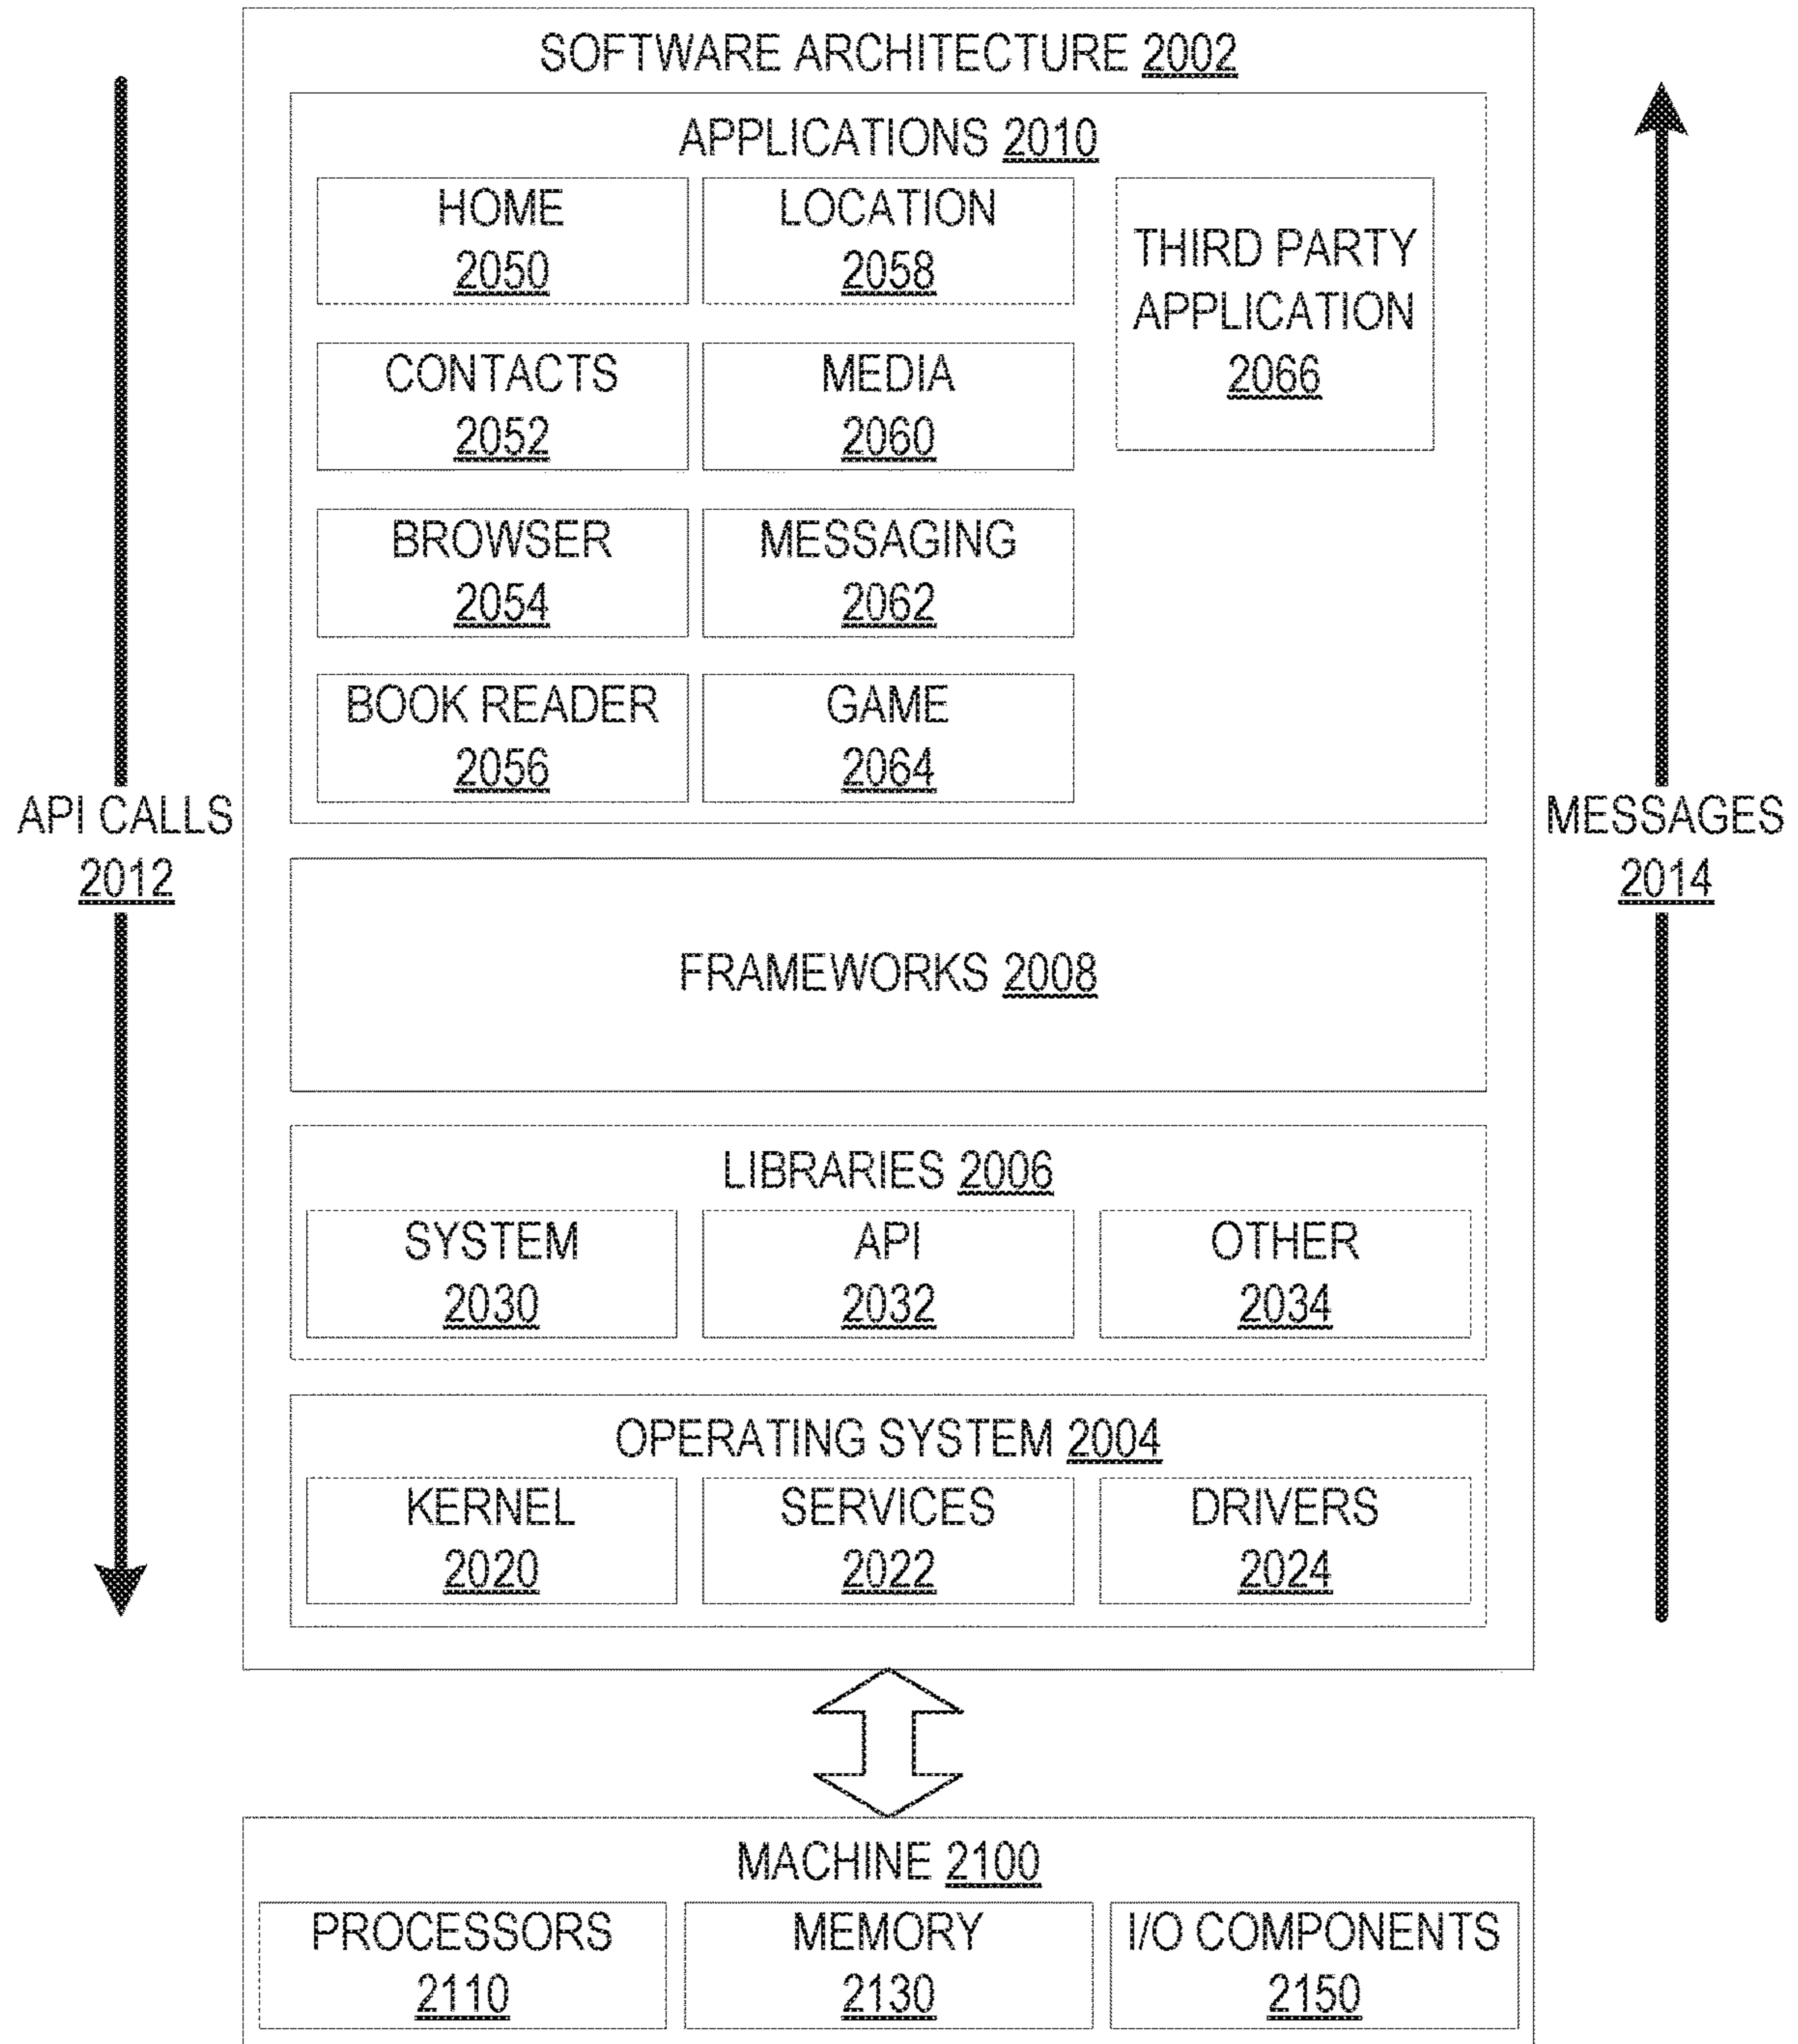 SOFTWARE ARCHITECTURE 2002
APPLICATIONS 2010
HOME
2050
LOCATION
2058
THIRD PARTY
APPLICATION
2066
CONTACTS
2052
MEDIA
2060
BROWSER
2054
MESSAGING
2062
BOOK READER
2056
GAME
2064
API CALLS
2012
MESSAGES
2014
FRAMEWORKS 2008
LIBRARIES 2006
SYSTEM
2030
API
2032
OTHER
2034
OPERATING SYSTEM 2004
KERNEL
2020
SERVICES
2022
DRIVERS
2024
MACHINE 2100
PROCESSORS
2110
MEMORY
2130
I/O COMPONENTS
2150